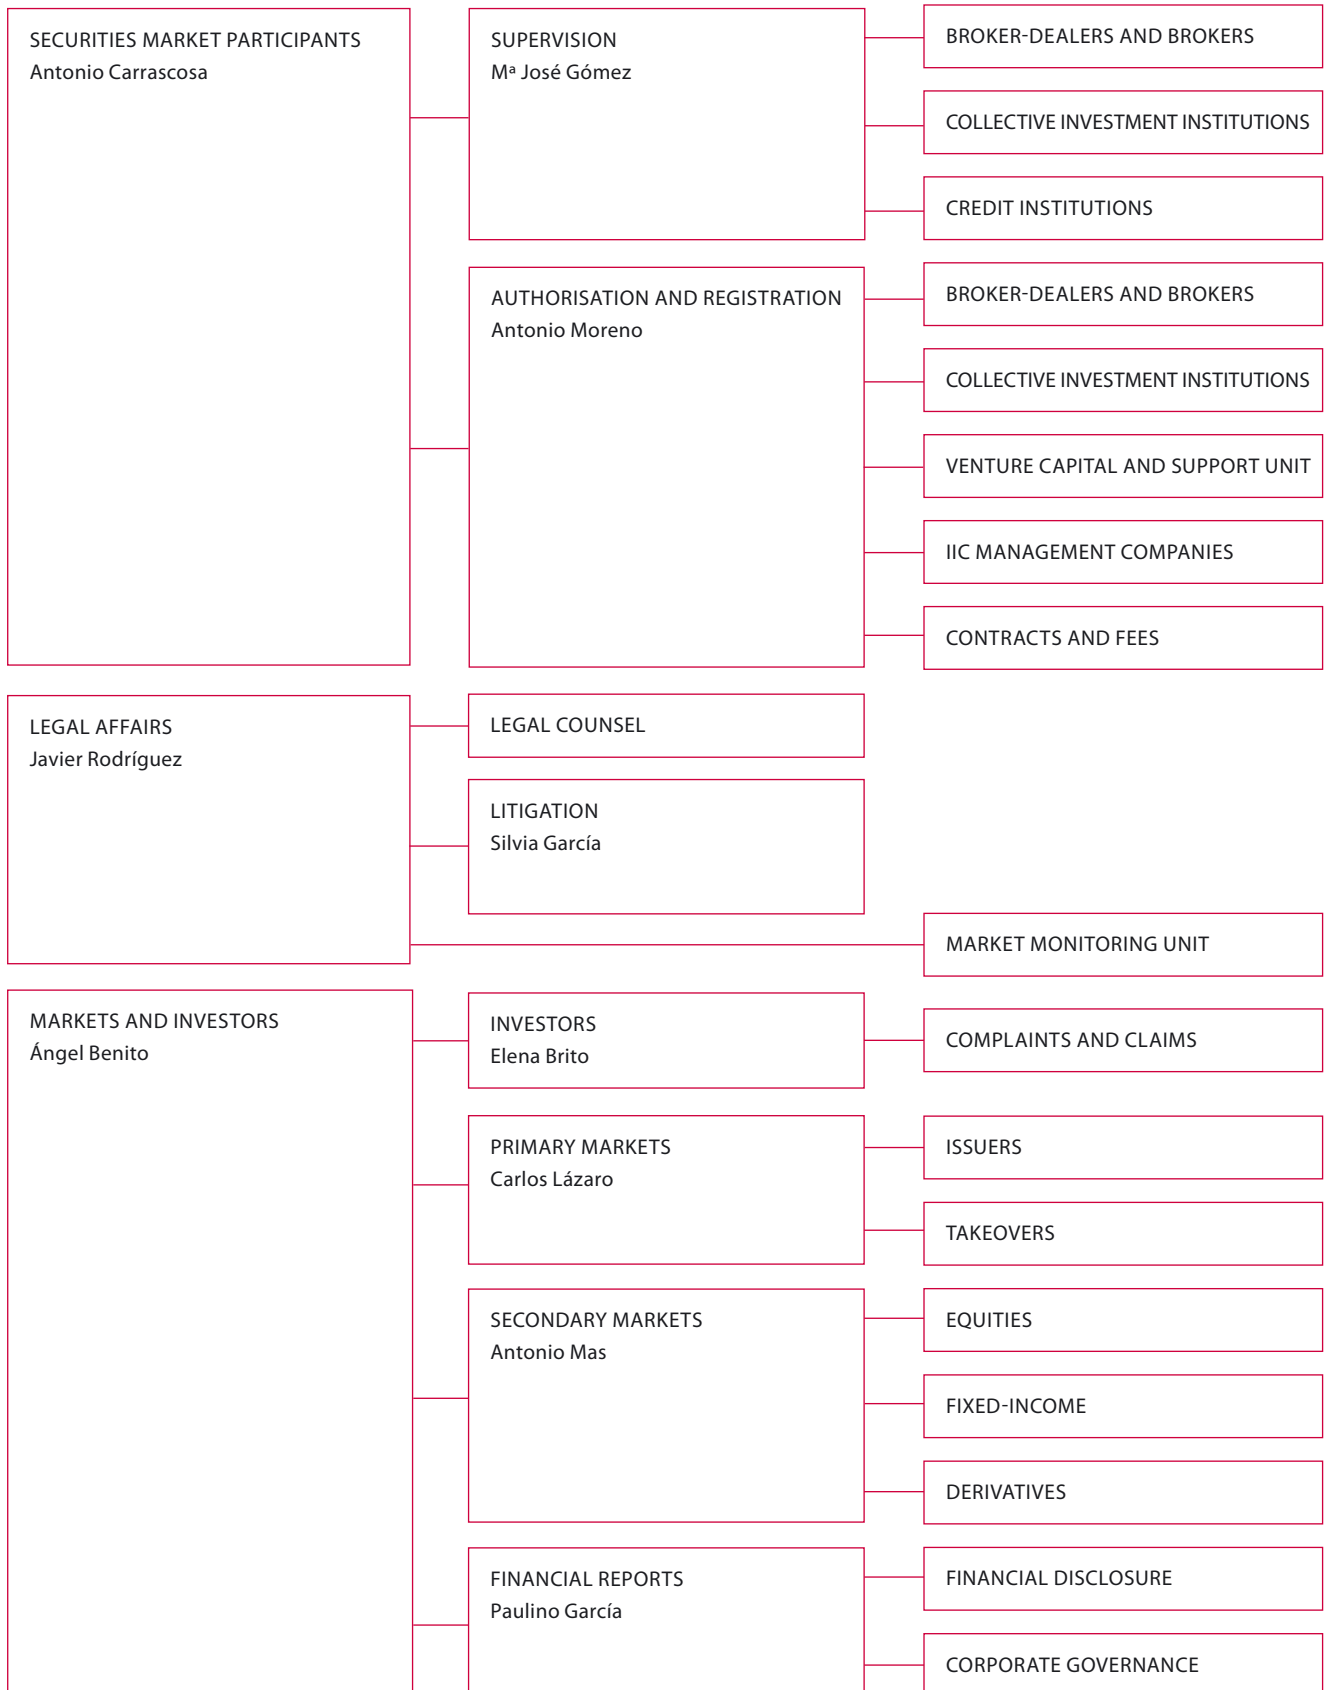 SECURITIES MARKET PARTICIPANTS
Antonio Carrascosa
SUPERVISION
Mª José Gómez
BROKER-DEALERS AND BROKERS
COLLECTIVE INVESTMENT INSTITUTIONS
CREDIT INSTITUTIONS
AUTHORISATION AND REGISTRATION
Antonio Moreno
BROKER-DEALERS AND BROKERS
COLLECTIVE INVESTMENT INSTITUTIONS
VENTURE CAPITAL AND SUPPORT UNIT
IIC MANAGEMENT COMPANIES
CONTRACTS AND FEES
LEGAL AFFAIRS
Javier Rodríguez
LEGAL COUNSEL
LITIGATION
Silvia García
MARKET MONITORING UNIT
MARKETS AND INVESTORS
Ángel Benito
INVESTORS
Elena Brito
COMPLAINTS AND CLAIMS
PRIMARY MARKETS
Carlos Lázaro
ISSUERS
TAKEOVERS
SECONDARY MARKETS
Antonio Mas
EQUITIES
FIXED-INCOME
DERIVATIVES
FINANCIAL REPORTS
Paulino García
FINANCIAL DISCLOSURE
CORPORATE GOVERNANCE